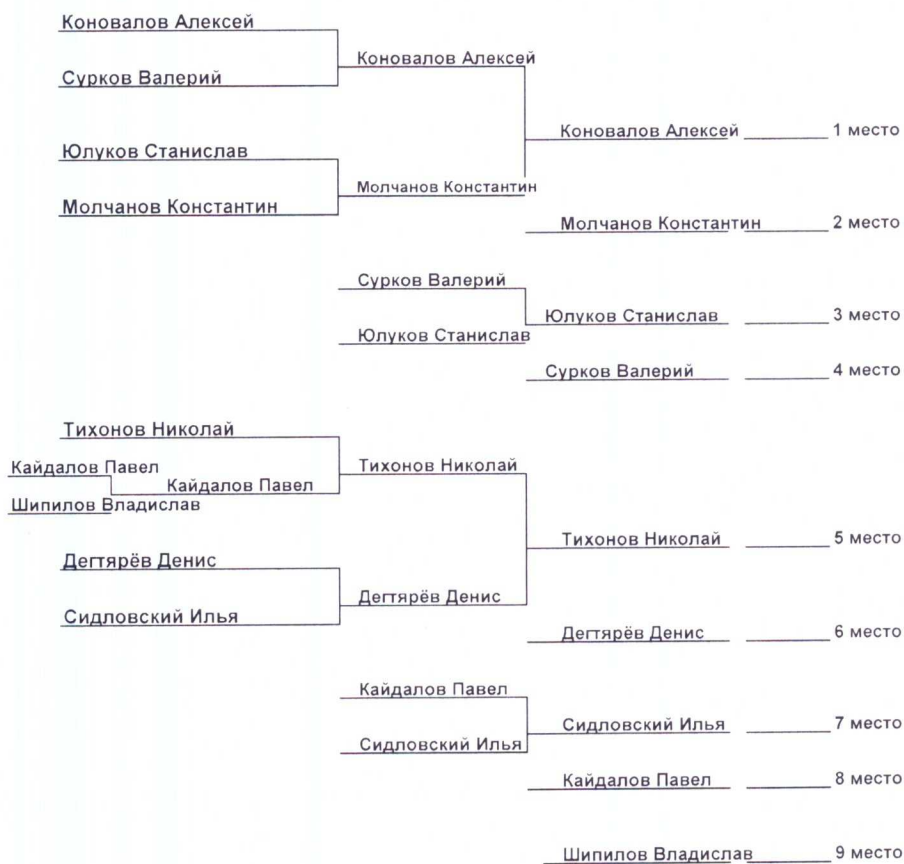 Коновалов Алексей
Коновалов Алексей
Сурков Валерий
Коновалов Алексей 1 место
Юлуков Станислав
Молчанов Константин
Молчанов Константин
Молчанов Константин 2 место
Сурков Валерий
Юлуков Станислав 3 место
Юлуков Станислав
Сурков Валерий 4 место
Тихонов Николай
Кайдалов Павел
Тихонов Николай
Кайдалов Павел
Шипилов Владислав
Тихонов Николай 5 место
Дегтярёв Денис
Дегтярёв Денис
Сидловский Илья
Дегтярёв Денис 6 место
Кайдалов Павел
Сидловский Илья 7 место
Сидловский Илья
Кайдалов Павел 8 место
Шипилов Владислав 9 место